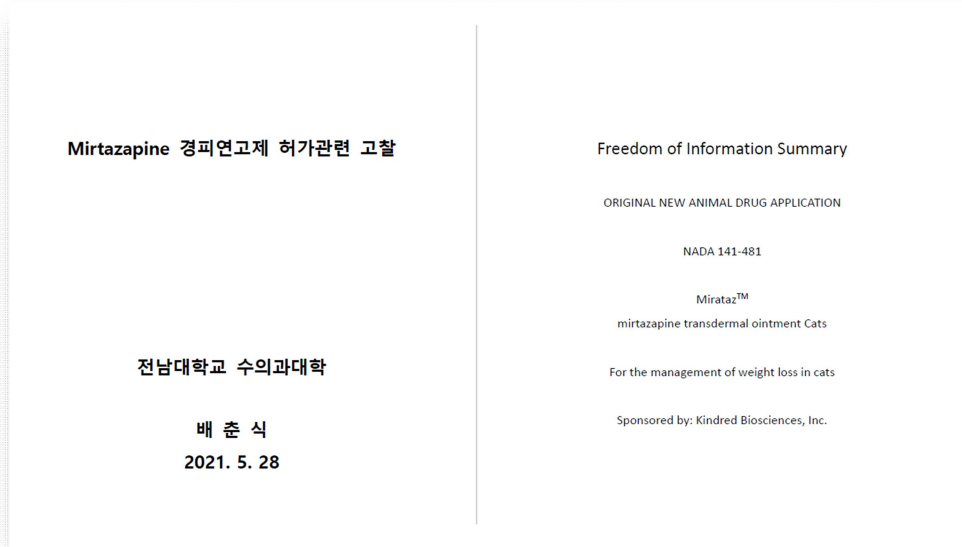 Mirtazapine 경피연고제 허가관련 고찰
전남대학교 수의과대학
배 춘 식
2021. 5. 28
Freedom of Information Summary
ORIGINAL NEW ANIMAL DRUG APPLICATION
NADA 141-481
Mirataz™
mirtazapine transdermal ointment Cats
For the management of weight loss in cats
Sponsored by: Kindred Biosciences, Inc.